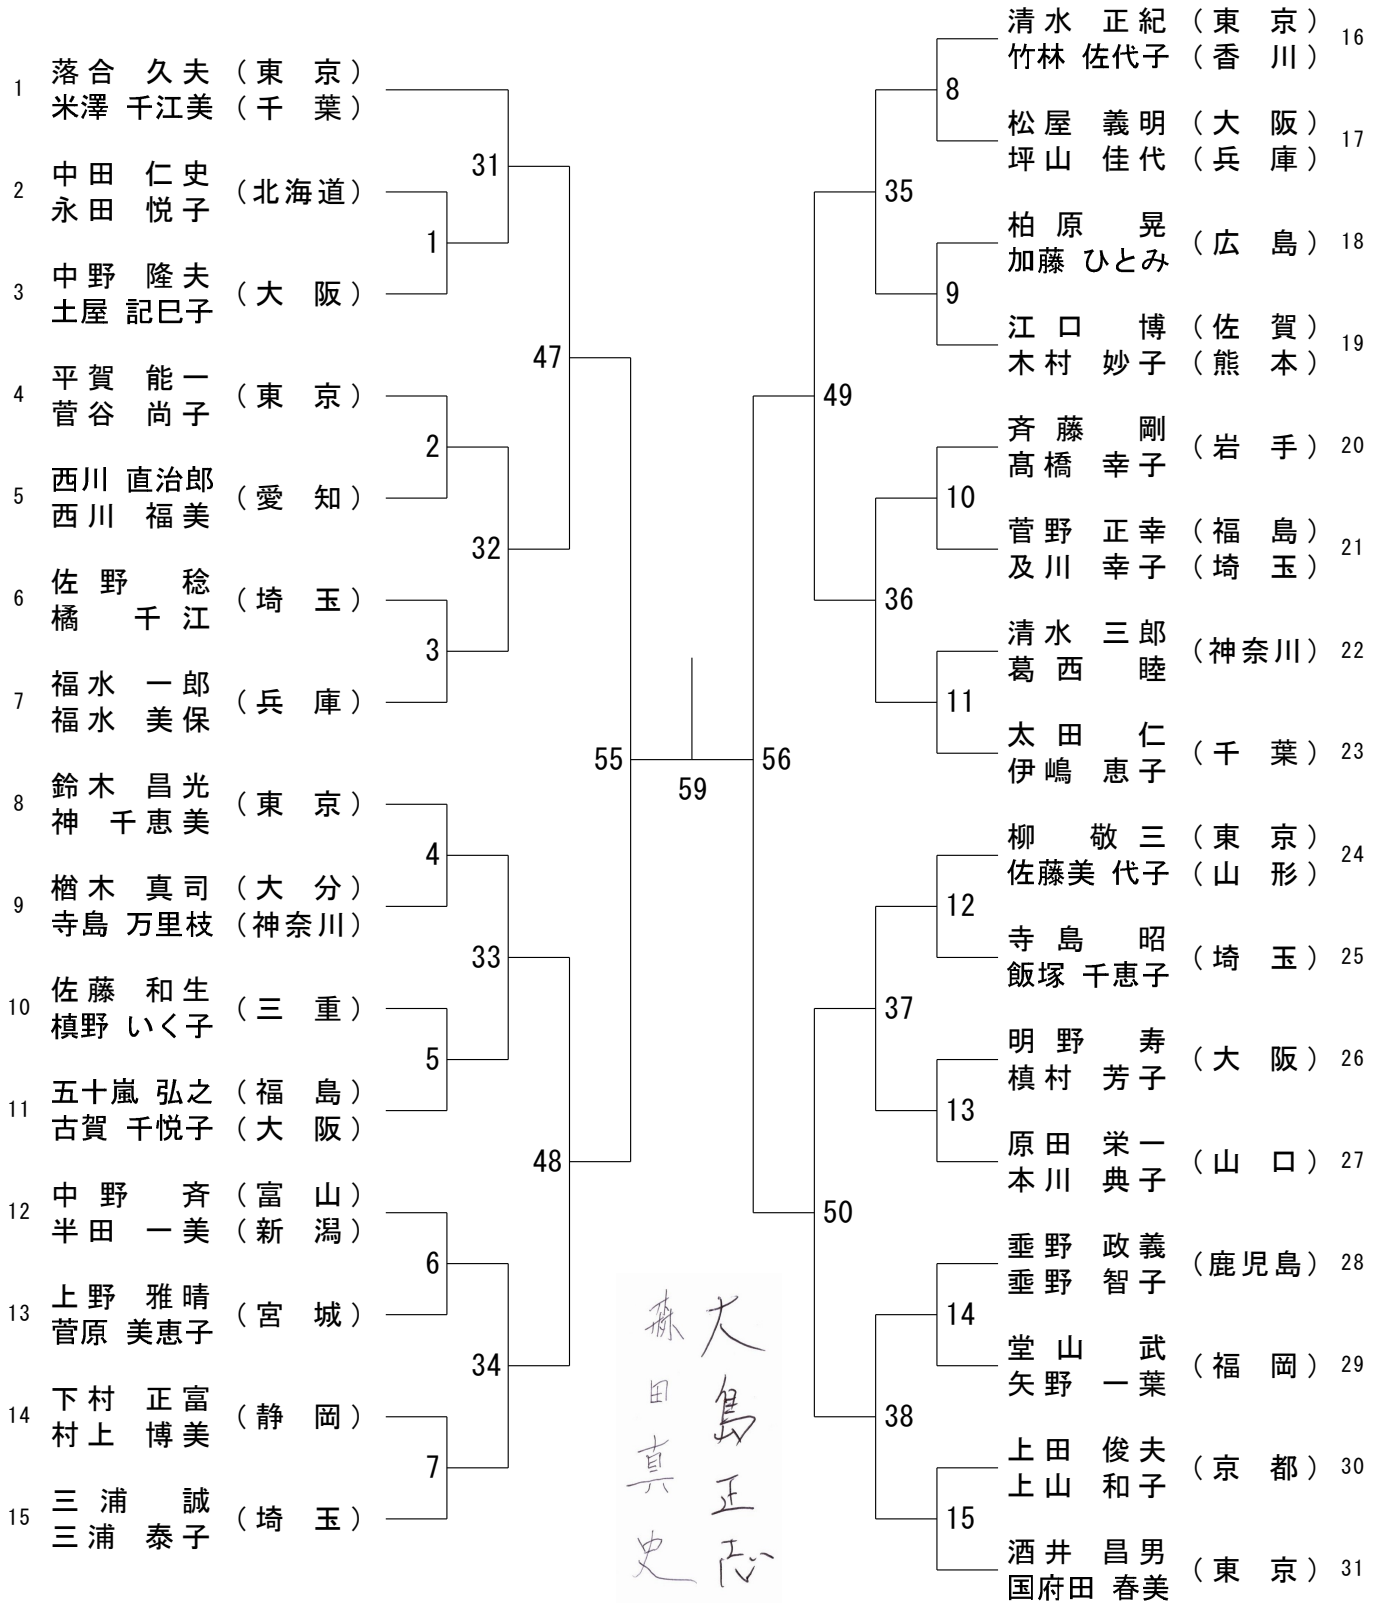 1 落合 久夫 (東 京)
米澤 千江美 (千 葉)
2 中田 仁史 (北海道)
永田 悦子
3 中野 隆夫 (大 阪)
土屋 記巳子
4 平賀 能一 (東 京)
菅谷 尚子
5 西川 直治郎 (愛 知)
西川 福美
6 佐野 稔 (埼 玉)
橘 千江
7 福水 一郎 (兵 庫)
福水 美保
8 鈴木 昌光 (東 京)
神 千恵美
9 楢木 真司 (大 分)
寺島 万里枝 (神奈川)
10 佐藤 和生 (三 重)
槙野 いく子
11 五十嵐 弘之 (福 島)
古賀 千悦子 (大 阪)
12 中野 斉 (富 山)
半田 一美 (新 潟)
13 上野 雅晴 (宮 城)
菅原 美恵子
14 下村 正富 (静 岡)
村上 博美
15 三浦 誠 (埼 玉)
三浦 泰子
1
2
3
4
5
6
7
31
32
33
34
47
48
55
59
56
49
50
35
36
37
38
8
9
10
11
12
13
14
15
清水 正紀 (東 京) 16
竹林 佐代子 (香 川)
松屋 義明 (大 阪) 17
坪山 佳代 (兵 庫)
柏原 晃 (広 島) 18
加藤 ひとみ
江口 博 (佐 賀) 19
木村 妙子 (熊 本)
斉藤 剛 (岩 手) 20
髙橋 幸子
菅野 正幸 (福 島) 21
及川 幸子 (埼 玉)
清水 三郎 (神奈川) 22
葛西 睦
太田 仁 (千 葉) 23
伊嶋 恵子
柳 敬三 (東 京) 24
佐藤美 代子 (山 形)
寺島 昭 (埼 玉) 25
飯塚 千恵子
明野 寿 (大 阪) 26
槙村 芳子
原田 栄一 (山 口) 27
本川 典子
垂野 政義 (鹿児島) 28
垂野 智子
堂山 武 (福 岡) 29
矢野 一葉
上田 俊夫 (京 都) 30
上山 和子
酒井 昌男 (東 京) 31
国府田 春美
大島正志
森田真史